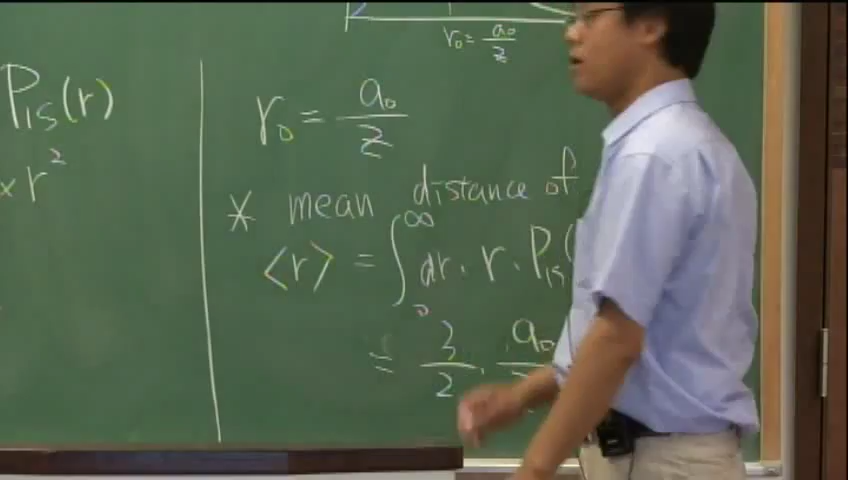 r₀ = a₀/z
P₁ₛ(r)
× r²
r₀ = a₀/z
* mean distance of
<r> = ∫₀^∞ dr · r · P₁ₛ(
= 3/2 · a₀/